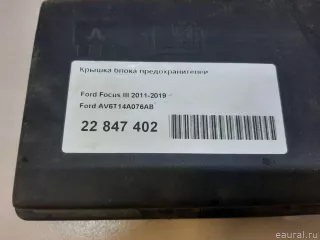 Крышка блока предохранителей
Ford Focus III 2011-2019
Ford AV6T14A076AB
22 847 402
eaural.ru